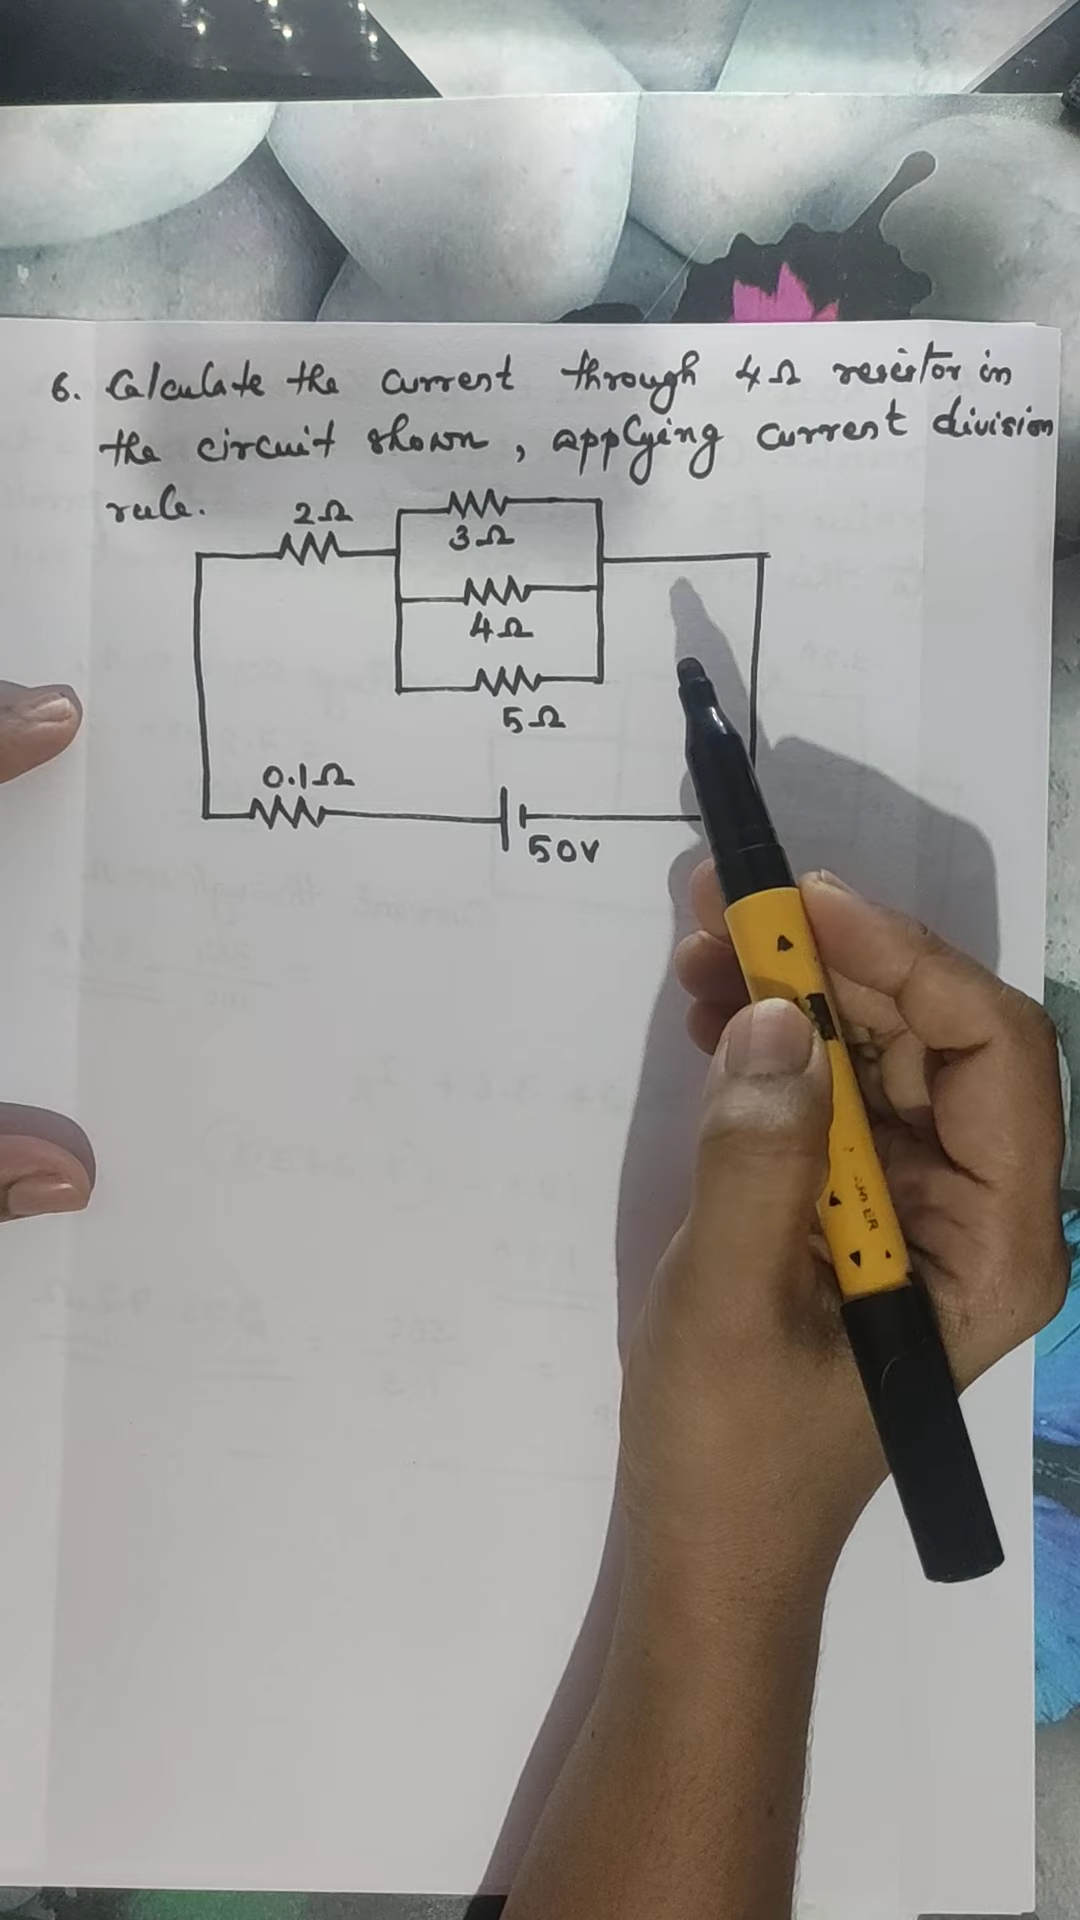 6. Calculate the current through 4Ω resistor in
the circuit shown, applying current division
rule.
2Ω
3Ω
4Ω
5Ω
0.1Ω
50V